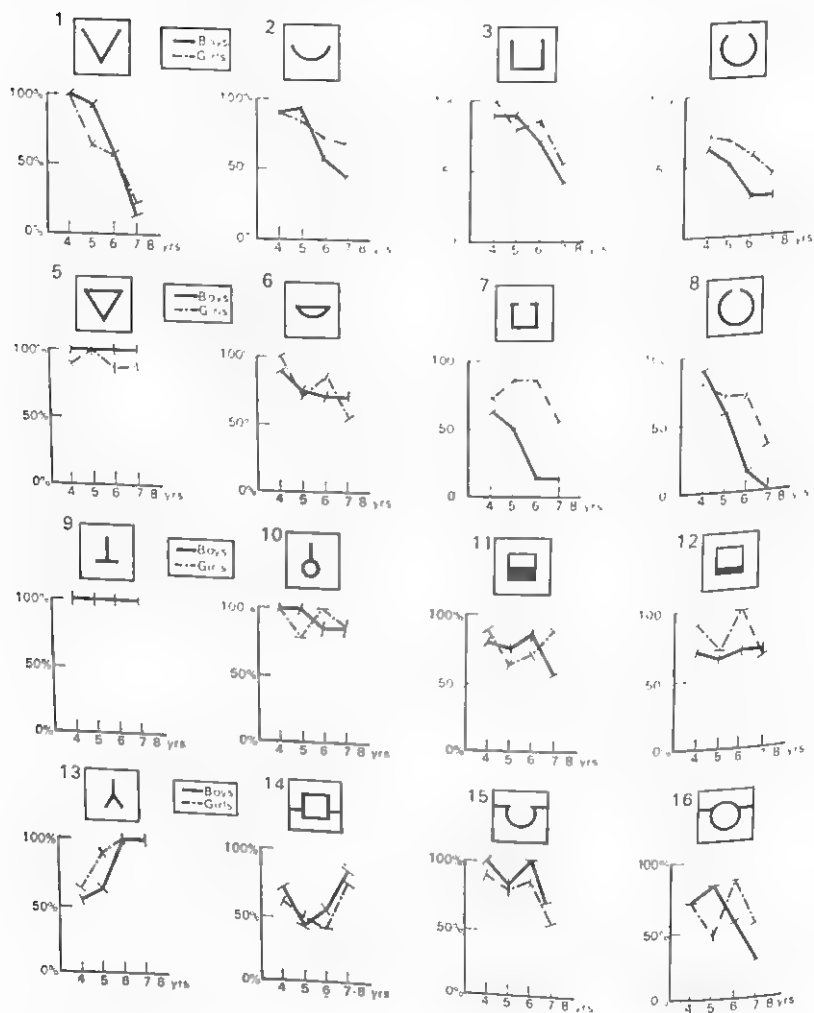 1 Boys Girls 2 3
100% 100%
50% 50 5
0% 0
4 5 6 7 8 yrs 4 5 6 7 8 yrs 4 5 6 7 8 yrs 4 5 6 7 8 yrs
5 Boys Girls 6 7 8
100% 100% 100 100
50% 50% 50 50
0% 0% 0 0
4 5 6 7 8 yrs 4 5 6 7 8 yrs 4 5 6 7 8 yrs 4 5 6 7 8 yrs
9 Boys Girls 10 11 12
100% 100% 100% 100
50% 50% 50 50
0% 0% 0%
4 5 6 7 8 yrs 4 5 6 7 8 yrs 4 5 6 7 8 yrs 4 5 6 7 8 yrs
13 Boys Girls 14 15 16
100% 100% 100% 100%
50% 50% 50% 50%
0% 0% 0% 0
4 5 6 7 8 yrs 4 5 6 7 8 yrs 4 5 6 7 8 yrs 4 5 6 7 8 yrs